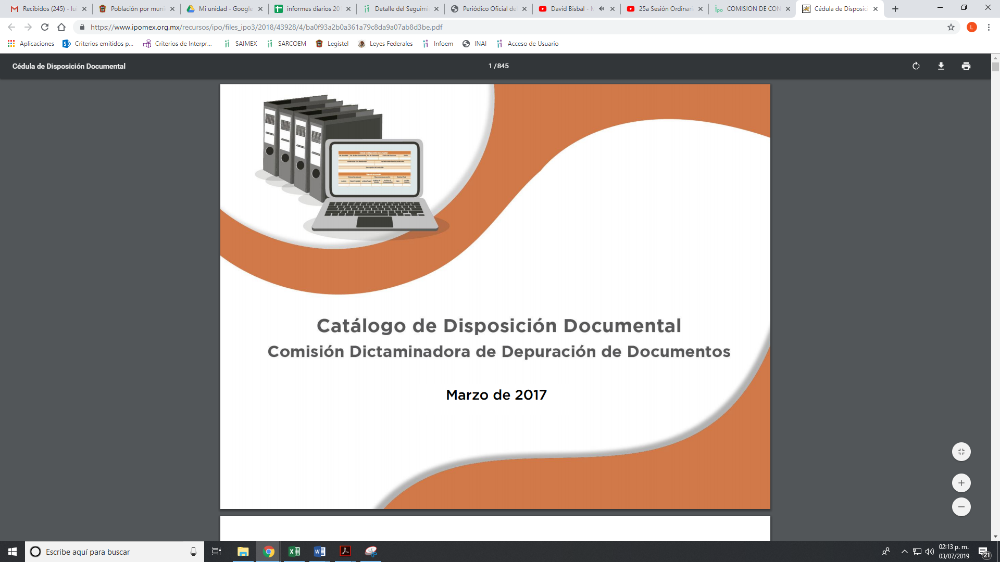 Recibidos (245) - lui
Población por muni
Mi unidad - Google
informes diarios 201
Detalle del Seguimi
Periódico Oficial del
David Bisbal - M
25a Sesión Ordinari
COMISION DE CON
Cédula de Disposici
https://www.ipomex.org.mx/recursos/ipo/files_ipo3/2018/43928/4/ba0f93a2b0a361a79c8da9a07ab8d3be.pdf
L
Aplicaciones
Criterios emitidos p...
Criterios de Interpr...
SAIMEX
SARCOEM
Legistel
Leyes Federales
Infoem
INAI
Acceso de Usuario
Cédula de Disposición Documental
1 / 845
Catálogo de Disposición Documental
Comisión Dictaminadora de Depuración de Documentos
Marzo de 2017
Escribe aquí para buscar
02:13 p. m.
03/07/2019
21